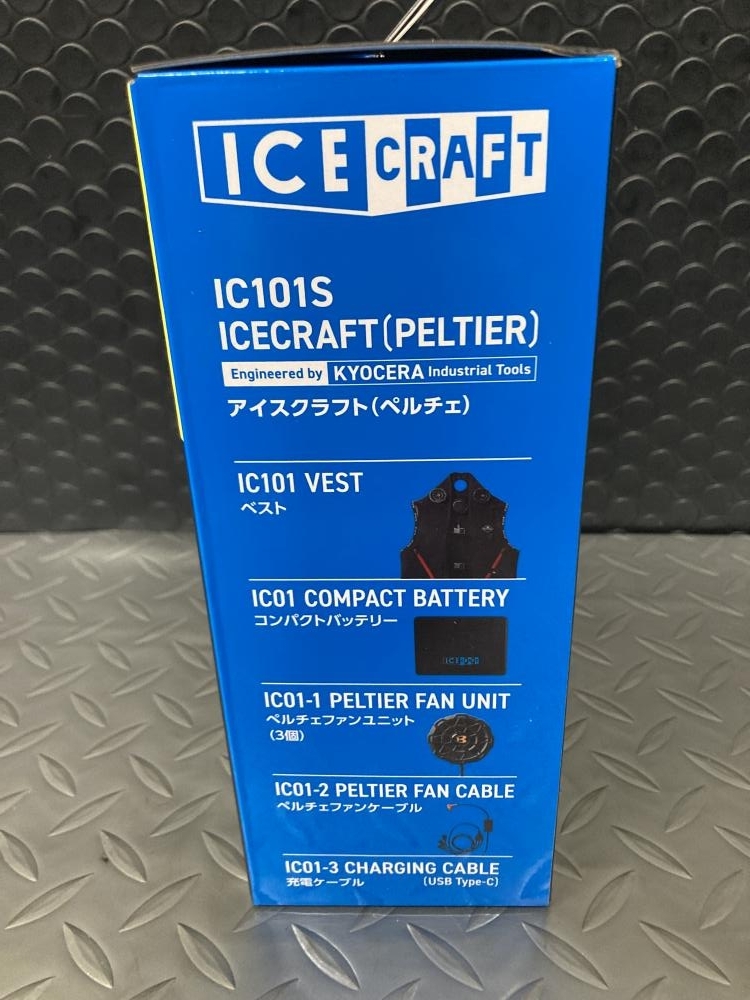 ICE CRAFT
IC101S
ICECRAFT(PELTIER)
Engineered by KYOCERA Industrial Tools
アイスクラフト(ペルチェ)
IC101 VEST
ベスト
IC01 COMPACT BATTERY
コンパクトバッテリー
IC01-1 PELTIER FAN UNIT
ペルチェファンユニット
(3個)
IC01-2 PELTIER FAN CABLE
ペルチェファンケーブル
IC01-3 CHARGING CABLE
充電ケーブル (USB Type-C)